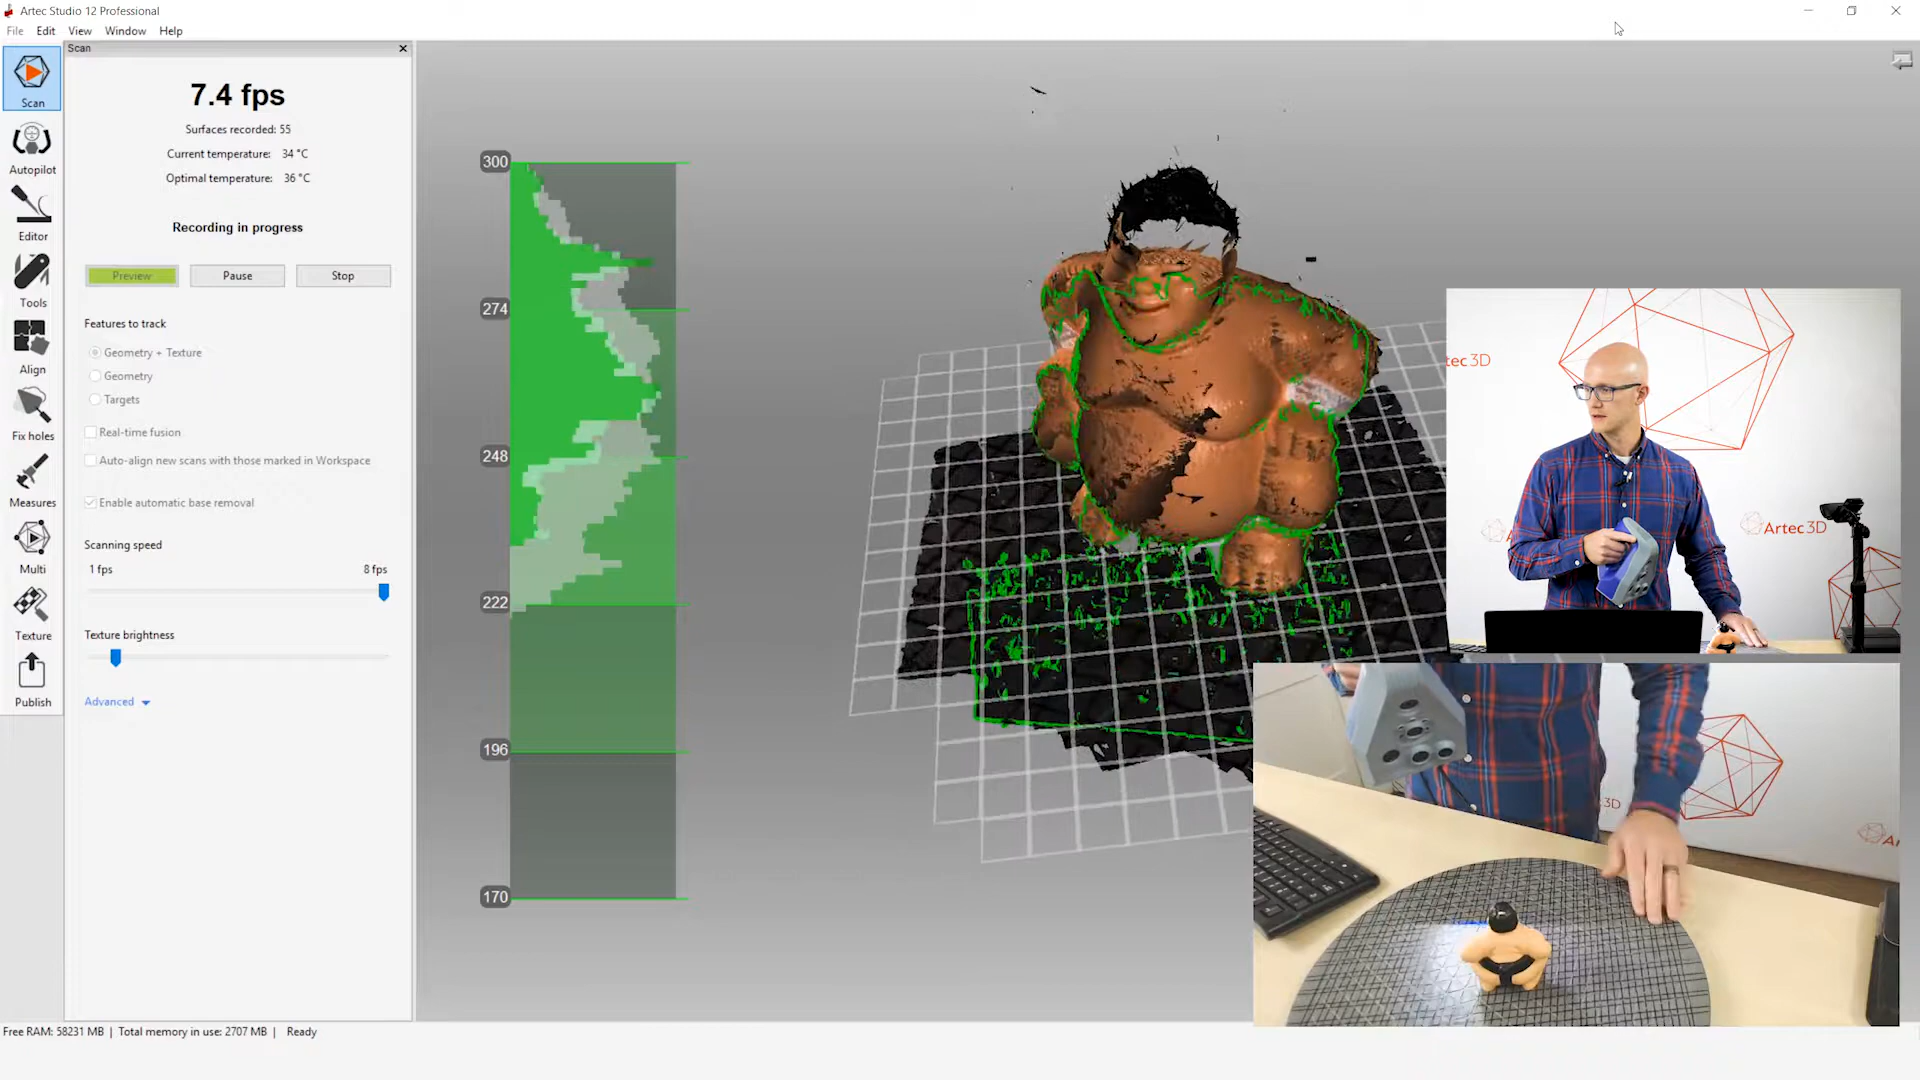 Artec Studio 12 Professional
File Edit View Window Help
Scan
Scan
Autopilot
Editor
Tools
Align
Fix holes
Measures
Multi
Texture
Publish
7.4 fps
Surfaces recorded: 55
Current temperature: 34 °C
Optimal temperature: 36 °C
Recording in progress
Preview Pause Stop
Features to track
Geometry + Texture
Geometry
Targets
Real-time fusion
Auto-align new scans with those marked in Workspace
Enable automatic base removal
Scanning speed
1 fps 8 fps
Texture brightness
Advanced
300
274
248
222
196
170
tec 3D
Artec 3D
3D
A
Free RAM: 58231 MB | Total memory in use: 2707 MB | Ready